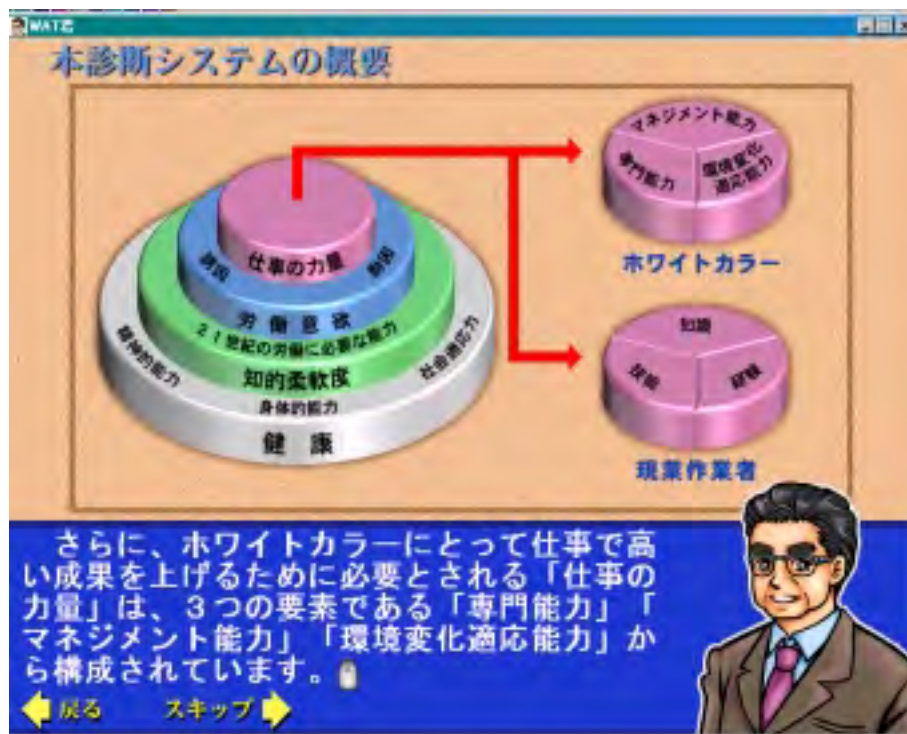 WAT君
本診断システムの概要
マネジメント能力
専門能力
環境変化
適応能力
ホワイトカラー
仕事の力量
誘因
動因
労働意欲
21世紀の労働に必要な能力
知的柔軟度
精神的能力
身体的能力
社会適応力
健 康
知識
技能
経験
現業作業者
さらに、ホワイトカラーにとって仕事で高
い成果を上げるために必要とされる「仕事の
力量」は、3つの要素である「専門能力」「
マネジメント能力」「環境変化適応能力」か
ら構成されています。
戻る スキップ